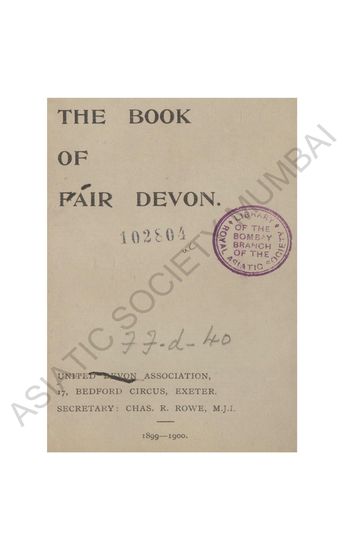 THE BOOK
OF
FAIR DEVON.
102804
LIBRARY
OF THE
BOMBAY
BRANCH
OF THE
ROYAL ASIATIC SOCIETY
FF-d-40
UNITED DEVON ASSOCIATION,
17, BEDFORD CIRCUS, EXETER.
SECRETARY: CHAS. R. ROWE, M.J.I.
1899—1900.
ASIATIC SOCIETY MUMBAI